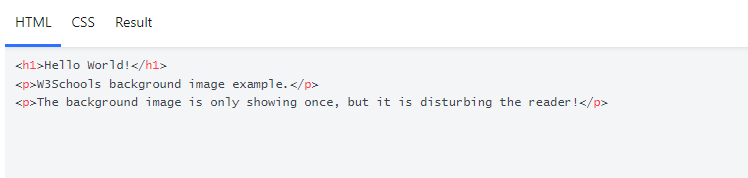 HTML CSS Result
<h1>Hello World!</h1>
<p>W3Schools background image example.</p>
<p>The background image is only showing once, but it is disturbing the reader!</p>